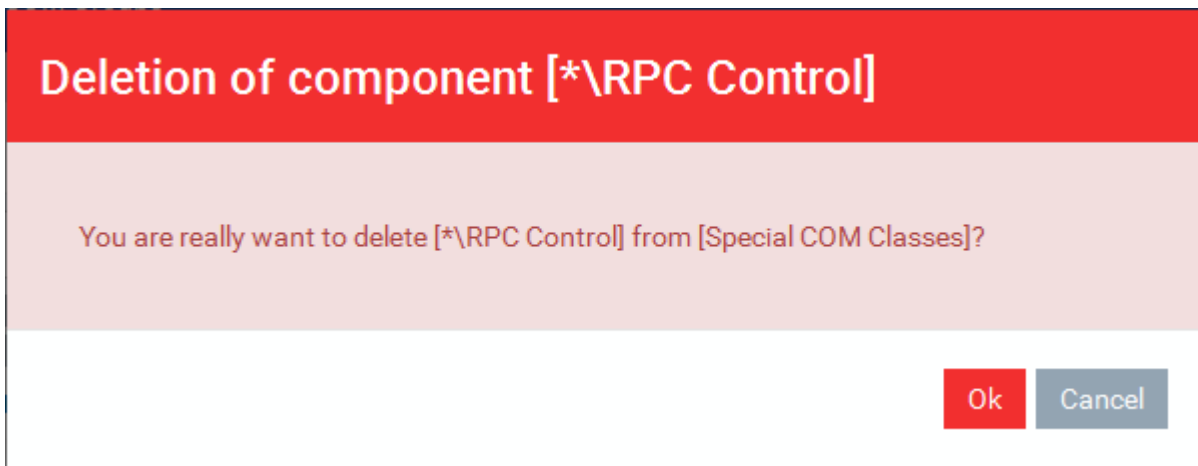 Deletion of component [*\RPC Control]
You are really want to delete [*\RPC Control] from [Special COM Classes]?
Ok Cancel